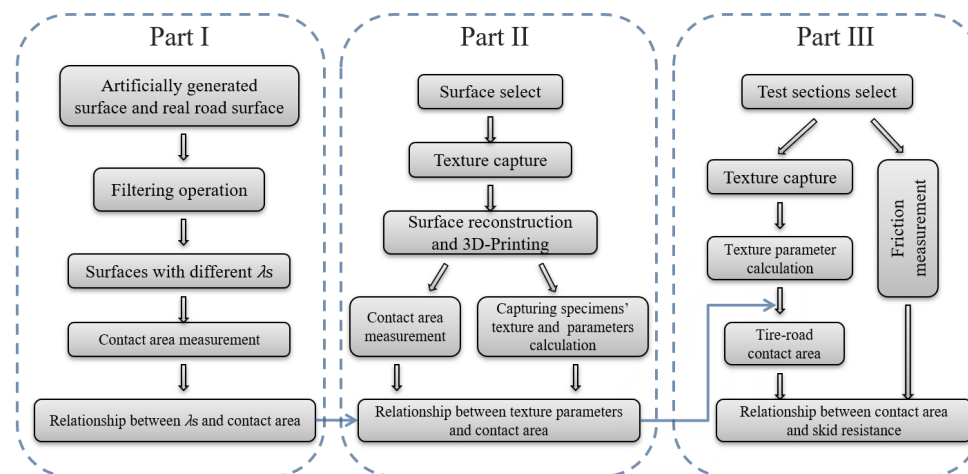 Part I
Artificially generated
surface and real road surface
Filtering operation
Surfaces with different λs
Contact area measurement
Relationship between λs and contact area
Part II
Surface select
Texture capture
Surface reconstruction
and 3D-Printing
Contact area
measurement
Capturing specimens’
texture and parameters
calculation
Relationship between texture parameters
and contact area
Part III
Test sections select
Texture capture
Texture parameter
calculation
Tire-road
contact area
Friction
measurement
Relationship between contact area
and skid resistance